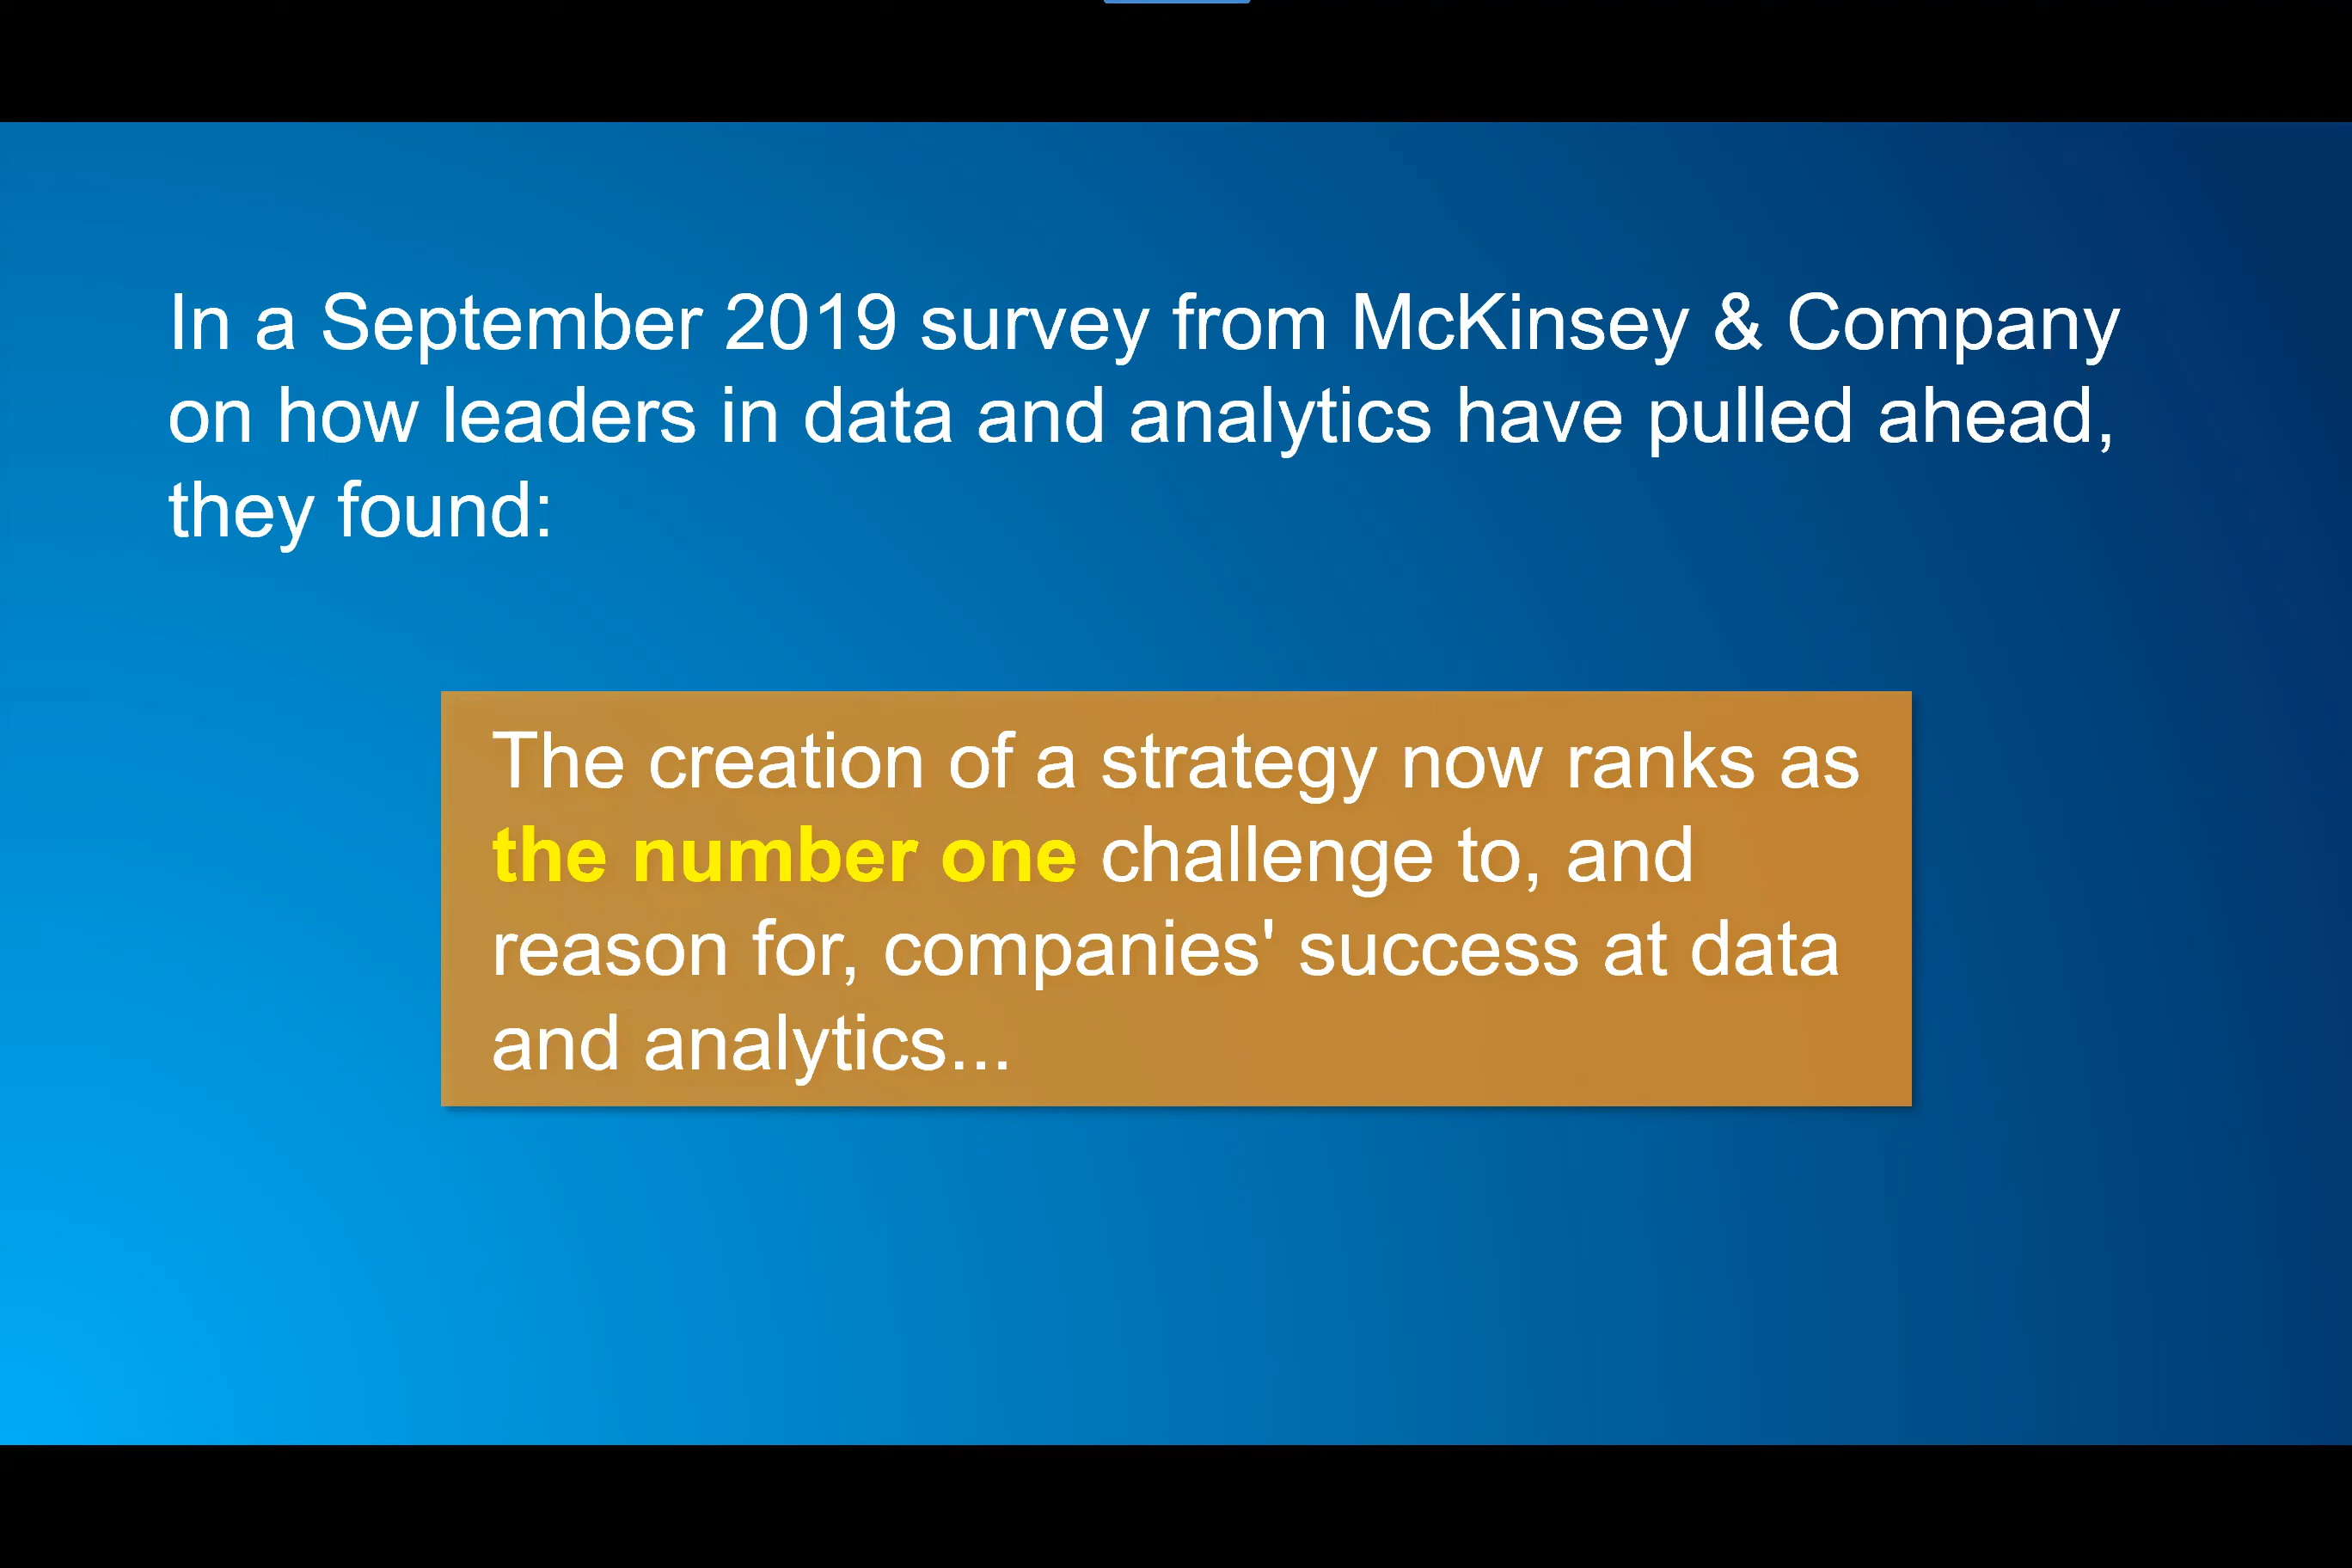 In a September 2019 survey from McKinsey & Company
on how leaders in data and analytics have pulled ahead,
they found:
The creation of a strategy now ranks as
the number one challenge to, and
reason for, companies' success at data
and analytics...